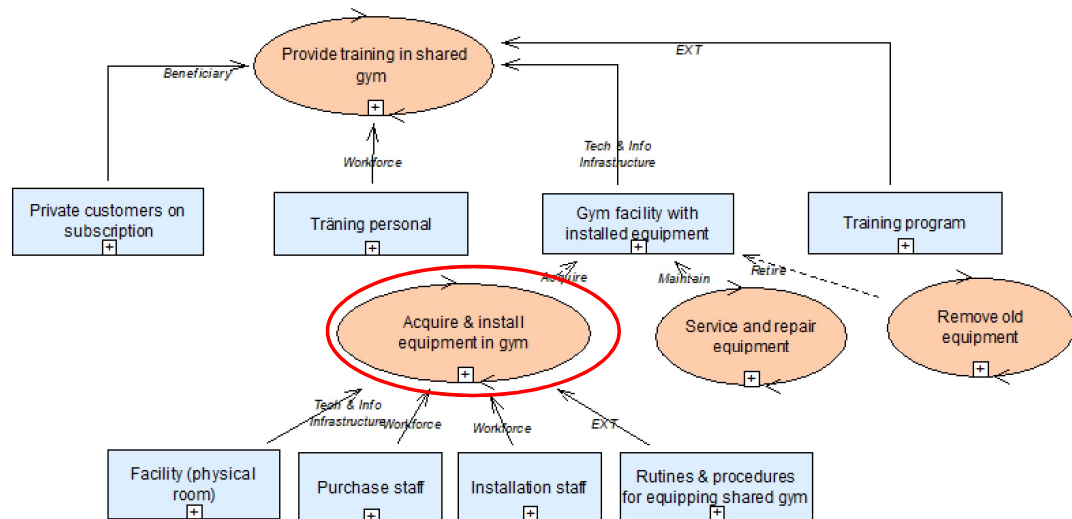 Provide training in shared
gym
EXT
Beneficiary
Workforce
Tech & Info
Infrastructure
Private customers on
subscription
Träning personal
Gym facility with
installed equipment
Training program
Acquire
Maintain
Retire
Acquire & install
equipment in gym
Service and repair
equipment
Remove old
equipment
Tech & Info
Infrastructure
Workforce
Workforce
EXT
Facility (physical
room)
Purchase staff
Installation staff
Rutines & procedures
for equipping shared gym